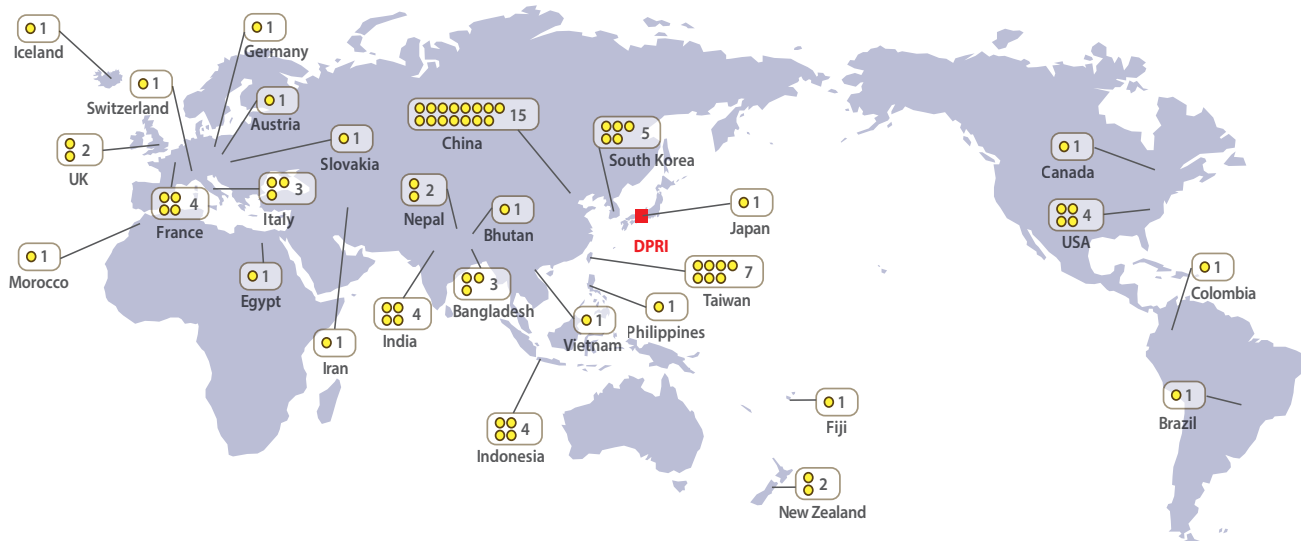 1
Iceland
1
Germany
1
Switzerland
1
Austria
2
UK
1
Slovakia
15
China
5
South Korea
4
France
3
Italy
2
Nepal
1
Bhutan
1
Japan
DPRI
1
Canada
4
USA
1
Morocco
1
Egypt
1
Iran
4
India
3
Bangladesh
1
Vietnam
1
Philippines
7
Taiwan
1
Colombia
1
Brazil
4
Indonesia
1
Fiji
2
New Zealand